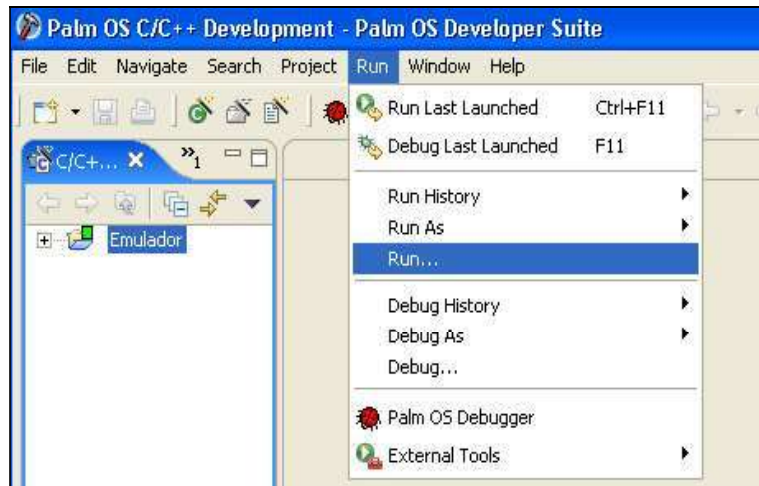 Palm OS C/C++ Development - Palm OS Developer Suite
File Edit Navigate Search Project Run Window Help
Run Last Launched Ctrl+F11
Debug Last Launched F11
C/C+... 1
Run History
Run As
Emulador
Run...
Debug History
Debug As
Debug...
Palm OS Debugger
External Tools